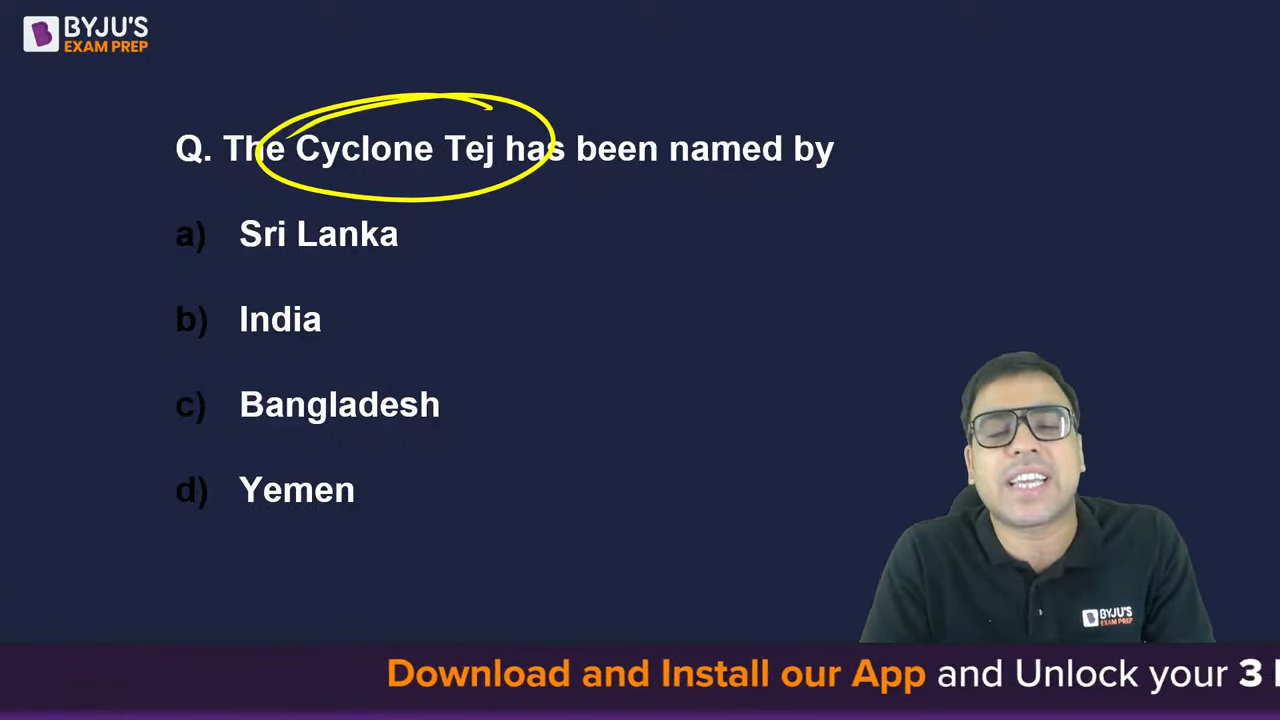 BYJU'S
EXAM PREP
Q. The Cyclone Tej has been named by
a) Sri Lanka
b) India
c) Bangladesh
d) Yemen
BYJU'S
EXAM PREP
Download and Install our App and Unlock your 3